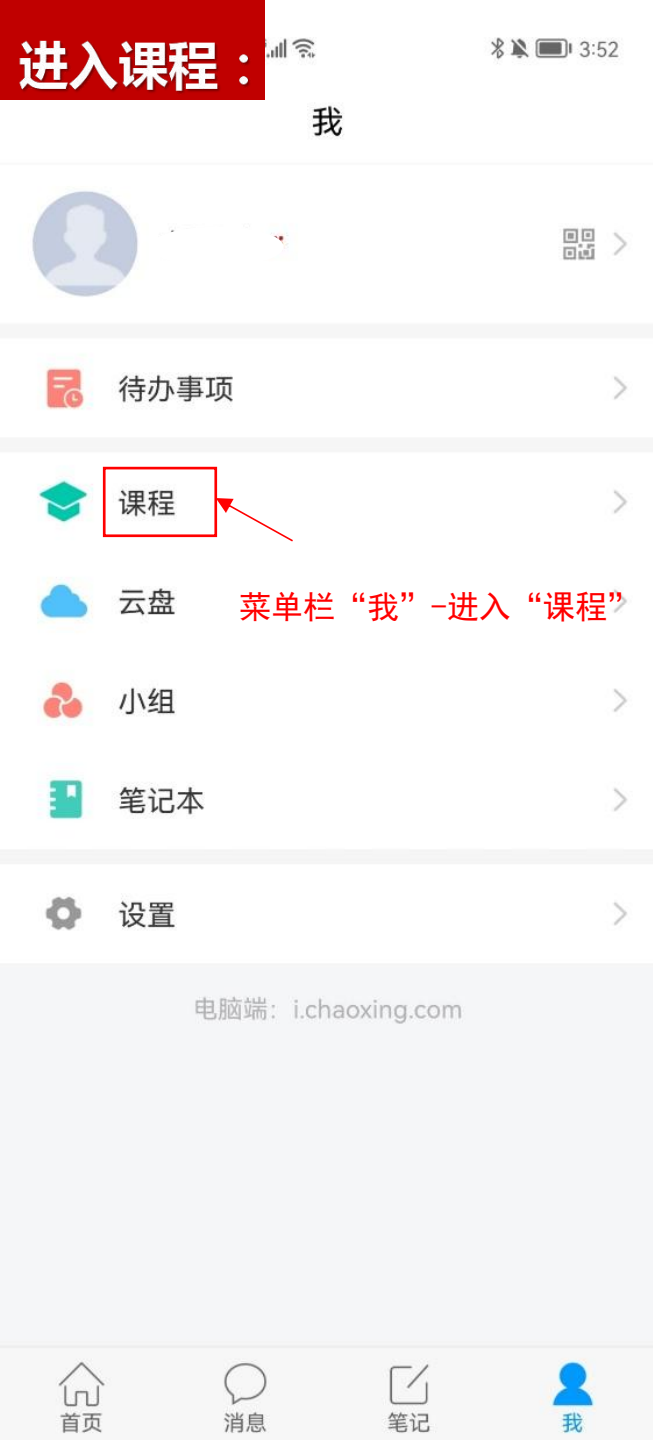 进入课程：
3:52
我
待办事项
课程
云盘
菜单栏“我”-进入“课程”
小组
笔记本
设置
电脑端：i.chaoxing.com
首页
消息
笔记
我